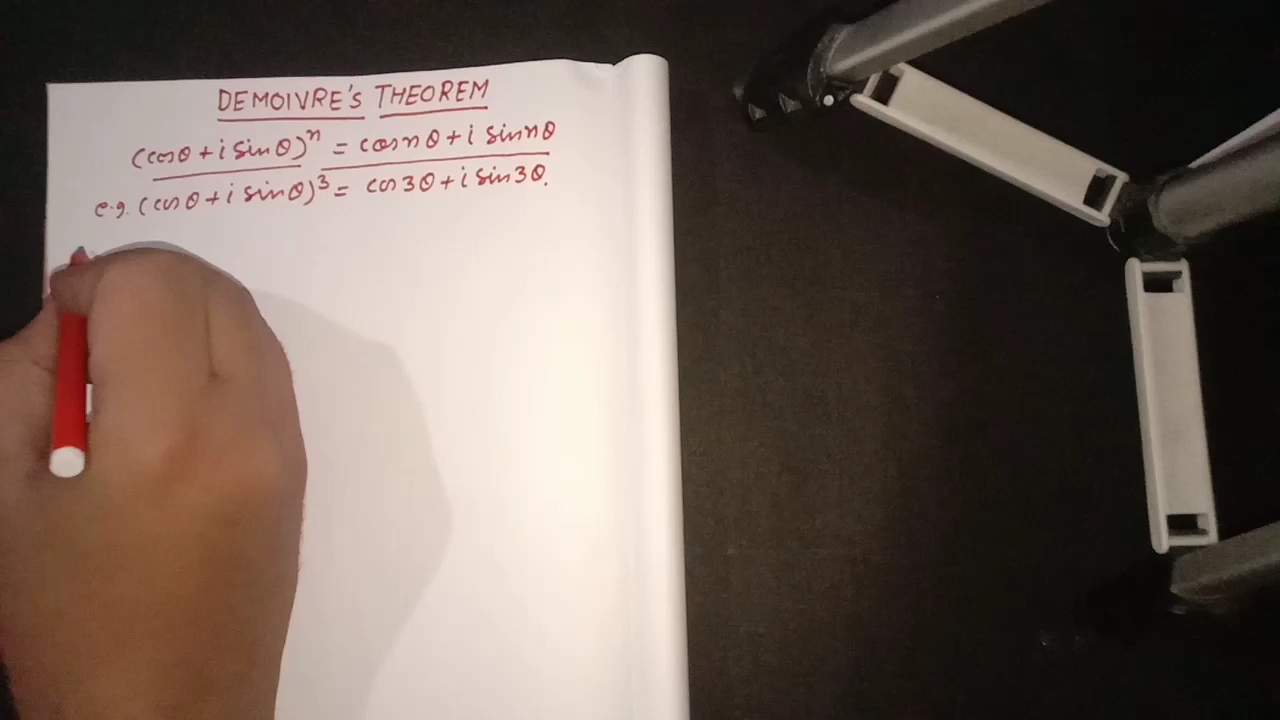 DEMOIVRE'S THEOREM
(cosθ + i sinθ)ⁿ = cosnθ + i sinnθ
e.g. (cosθ + i sinθ)³ = cos3θ + i sin3θ.